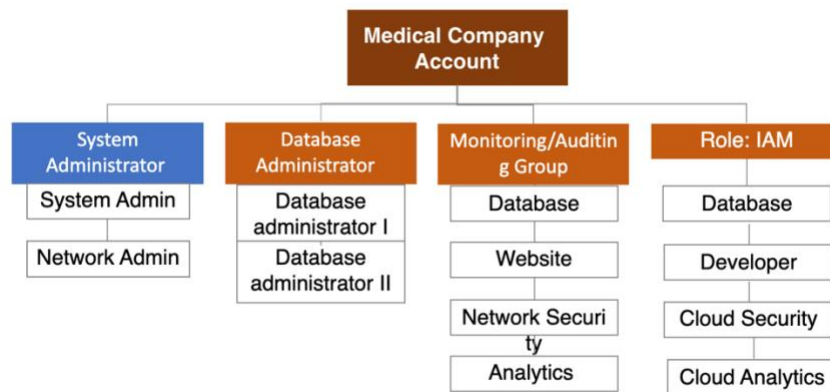 Medical Company
Account
System
Administrator
System Admin
Network Admin
Database
Administrator
Database
administrator I
Database
administrator II
Monitoring/Auditin
g Group
Database
Website
Network Securi
ty
Analytics
Role: IAM
Database
Developer
Cloud Security
Cloud Analytics